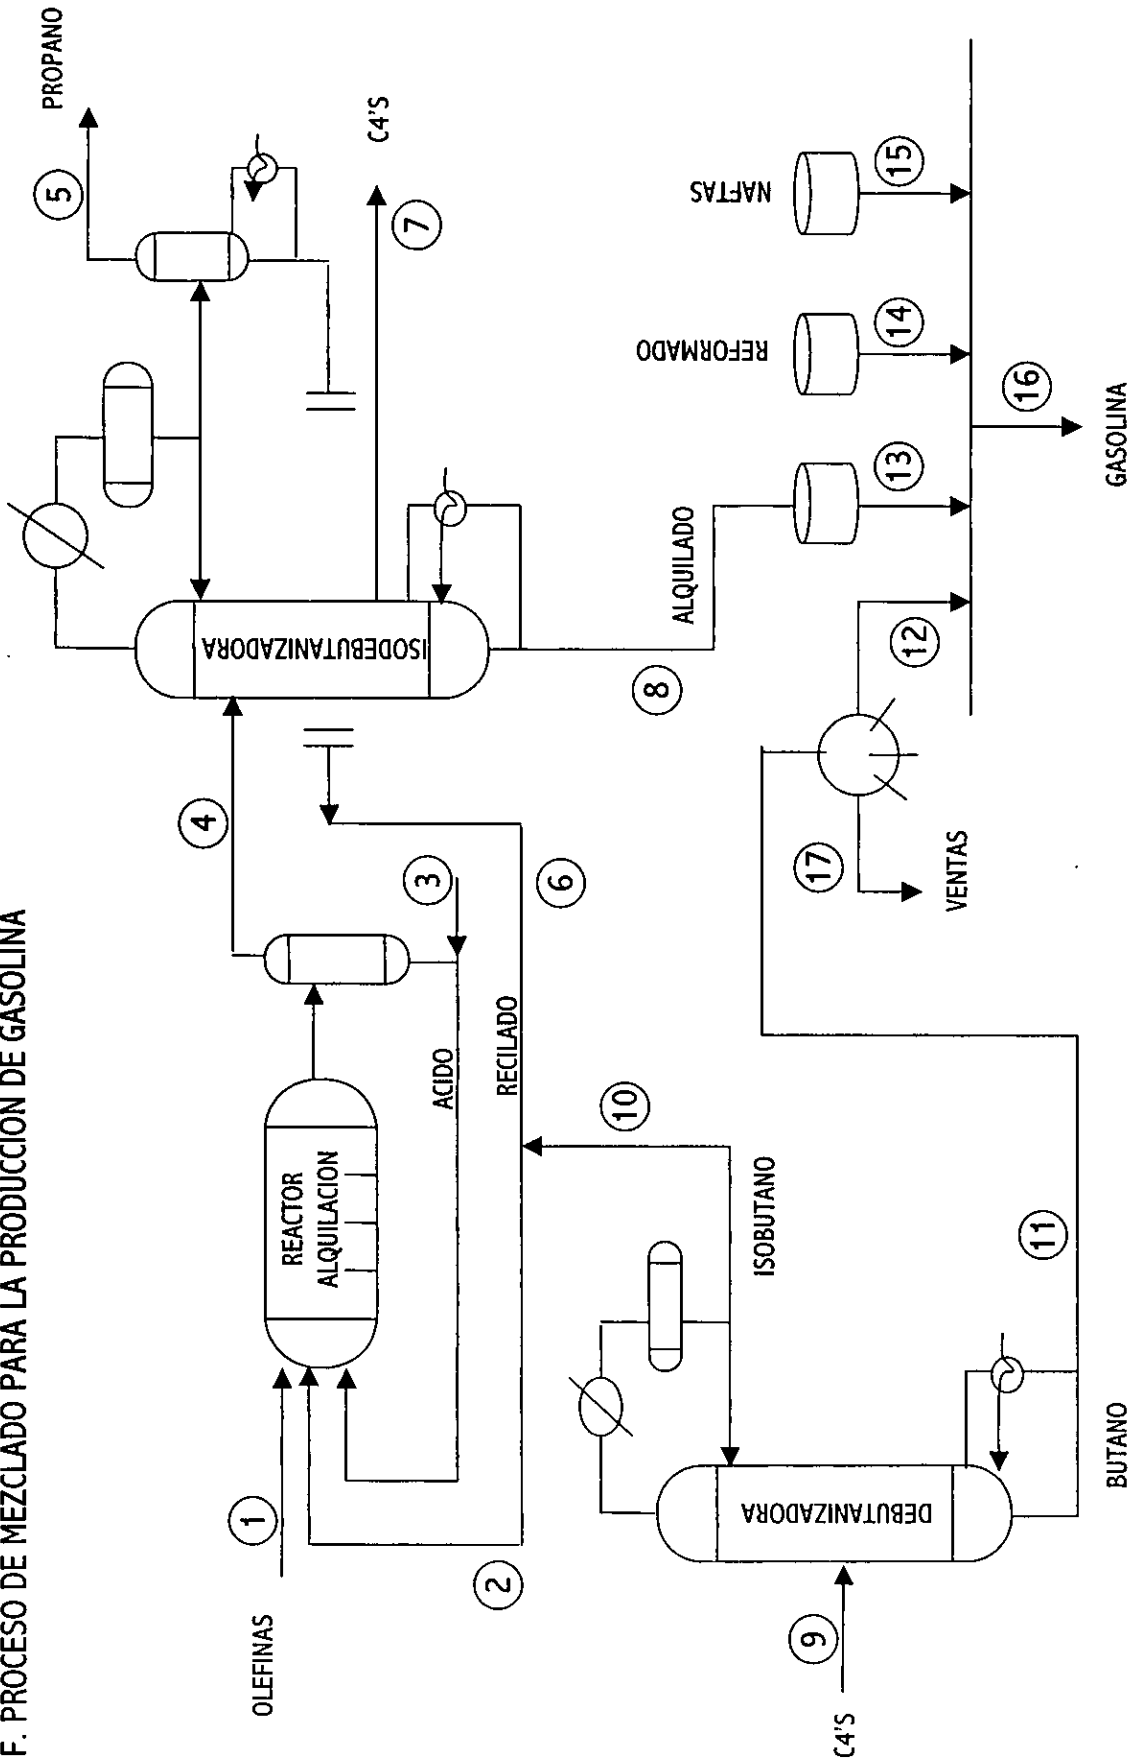 F. PROCESO DE MEZCLADO PARA LA PRODUCCION DE GASOLINA
OLEFINAS
1
2
REACTOR
ALQUILACION
ACIDO
3
RECILADO
6
4
ISODEBUTANIZADORA
5
PROPANO
7
C4'S
8
ALQUILADO
C4'S
9
DEBUTANIZADORA
ISOBUTANO
10
BUTANO
11
17
VENTAS
12
13
REFORMADO
14
NAFTAS
15
16
GASOLINA